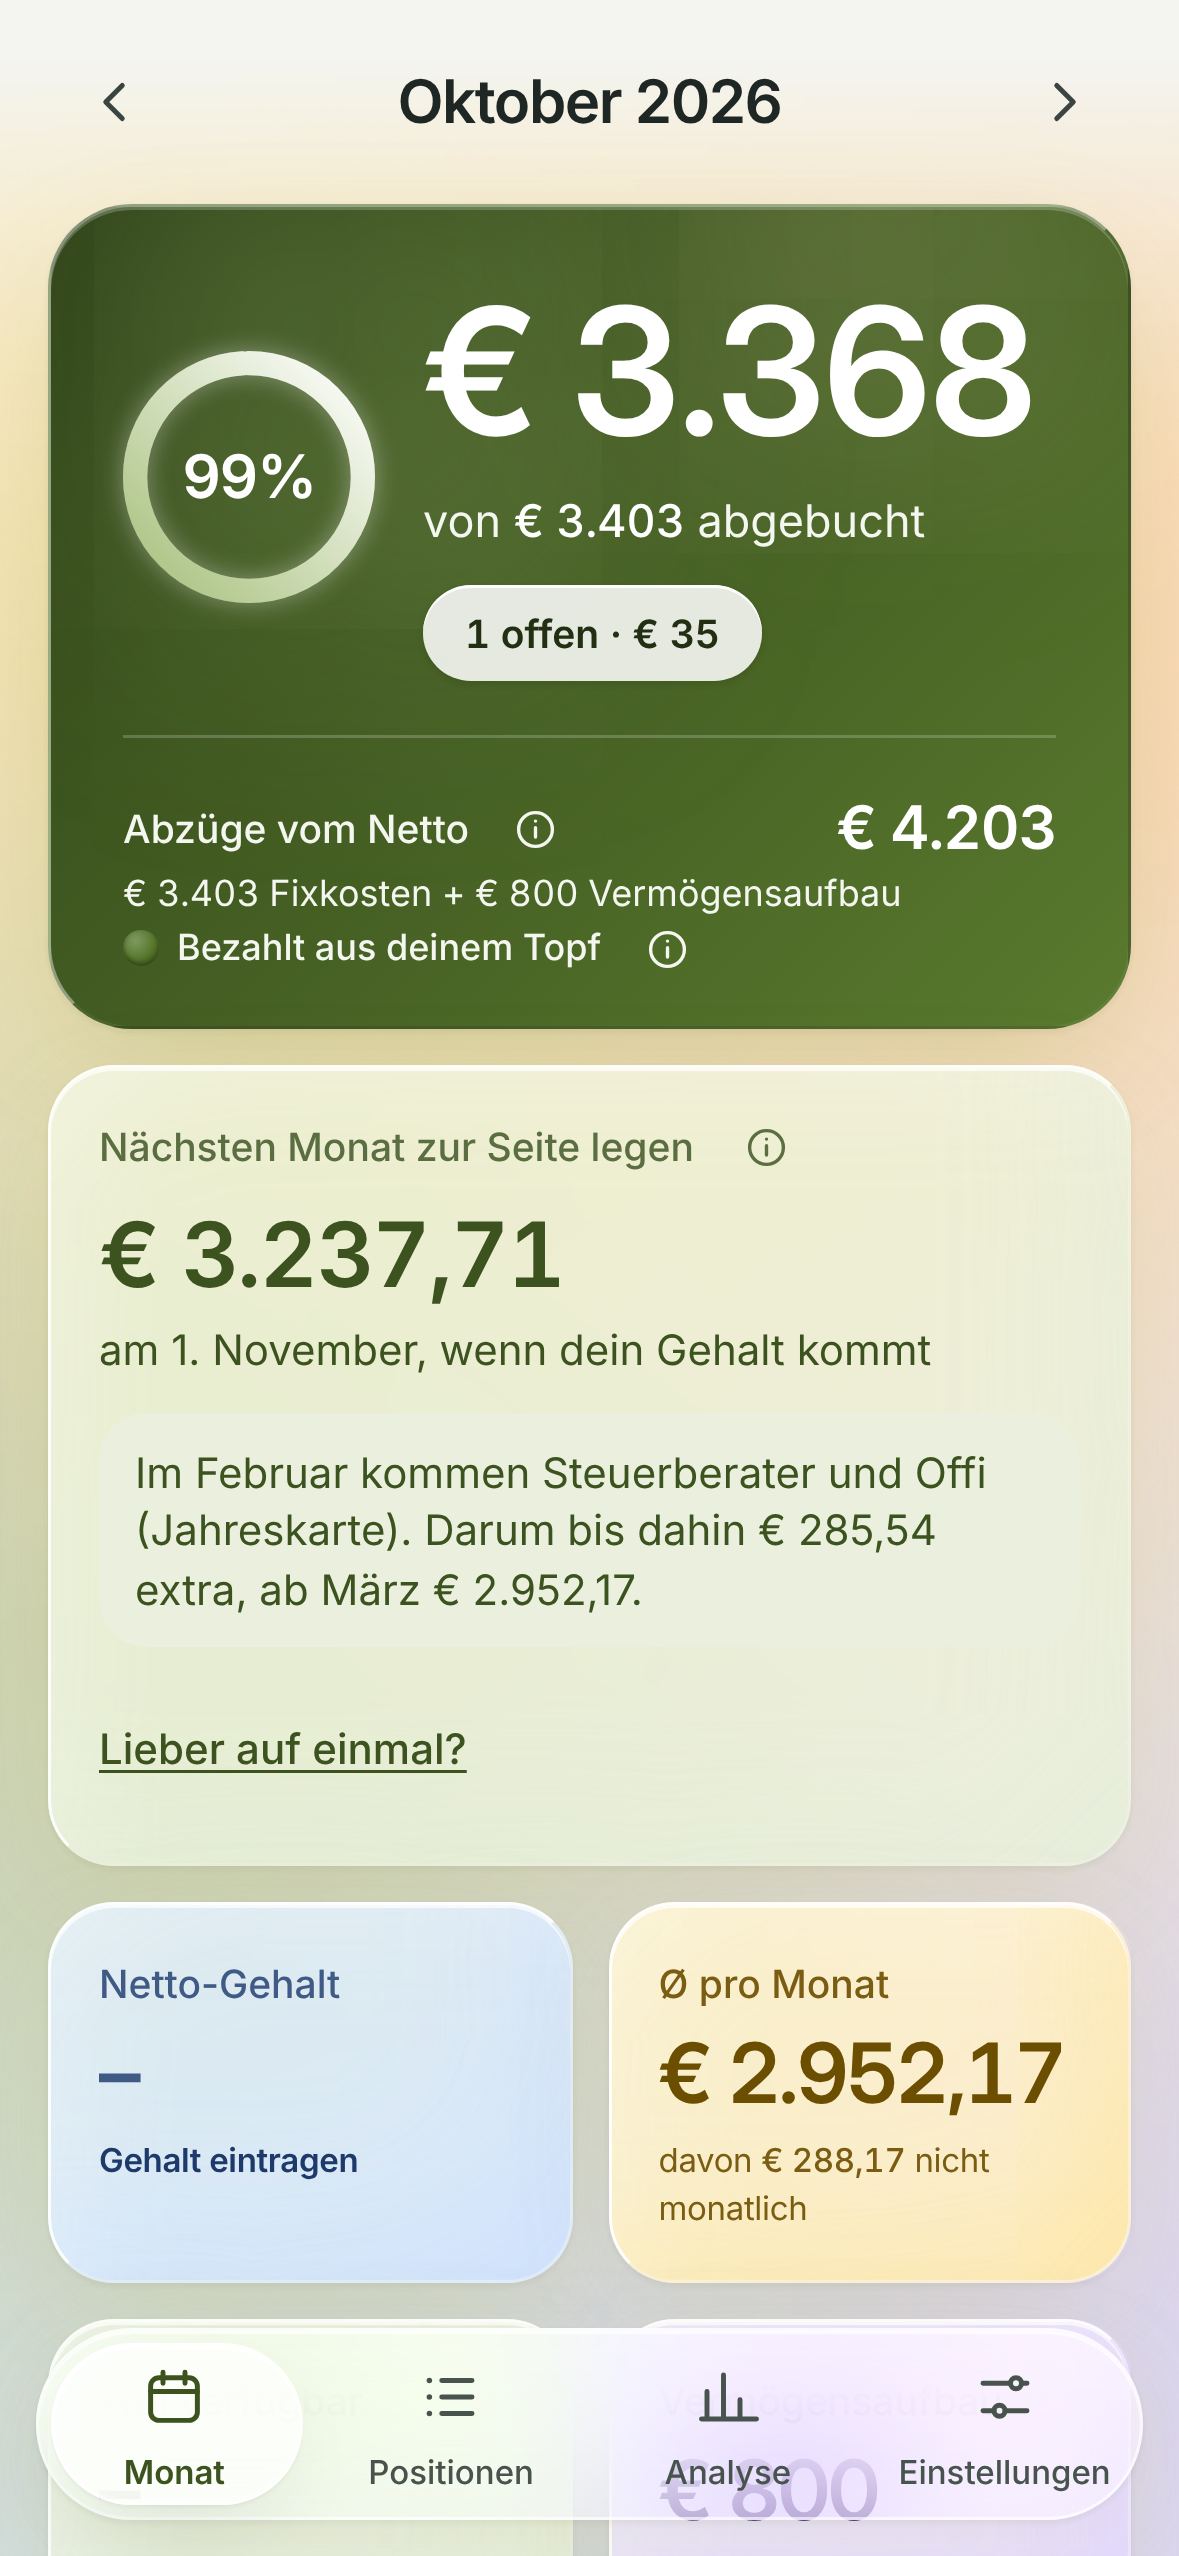 Oktober 2026
99%
€ 3.368
von € 3.403 abgebucht
1 offen · € 35
Abzüge vom Netto
€ 4.203
€ 3.403 Fixkosten + € 800 Vermögensaufbau
Bezahlt aus deinem Topf
Nächsten Monat zur Seite legen
€ 3.237,71
am 1. November, wenn dein Gehalt kommt
Im Februar kommen Steuerberater und Offi
(Jahreskarte). Darum bis dahin € 285,54
extra, ab März € 2.952,17.
Lieber auf einmal?
Netto-Gehalt
–
Gehalt eintragen
Ø pro Monat
€ 2.952,17
davon € 288,17 nicht
monatlich
Vermögensaufbau
€ 800
Monat
Positionen
Analyse
Einstellungen